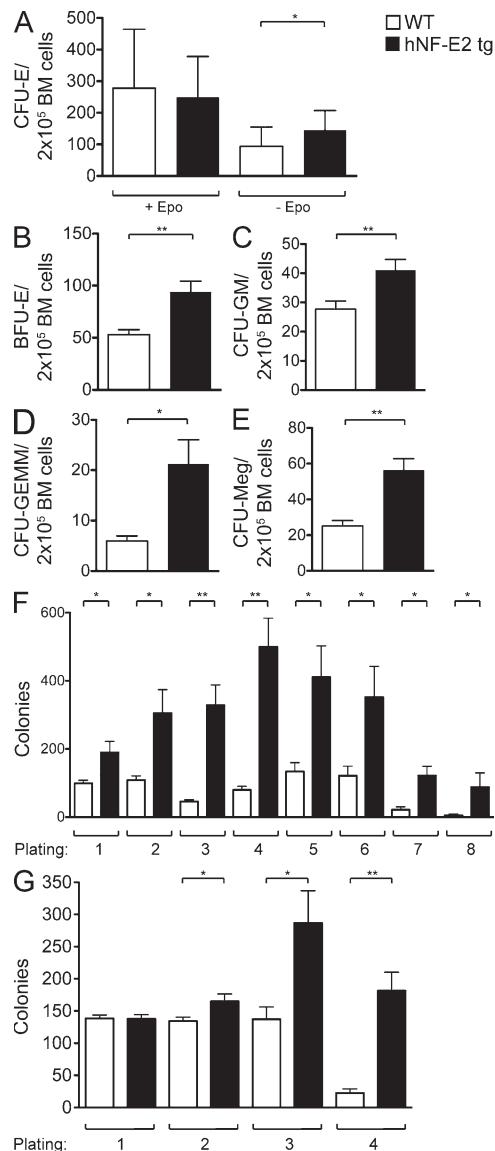 A
WT
hNF-E2 tg
CFU-E/
2x10⁵ BM cells
500
400
300
200
100
0
*
+ Epo
- Epo
B
BFU-E/
2x10⁵ BM cells
150
100
50
0
**
C
CFU-GM/
2x10⁵ BM cells
50
40
30
20
10
0
**
D
CFU-GEMM/
2x10⁵ BM cells
30
20
10
0
*
E
CFU-Meg/
2x10⁵ BM cells
80
60
40
20
0
**
F
Colonies
600
400
200
0
* * ** ** * * * *
Plating: 1 2 3 4 5 6 7 8
G
Colonies
350
300
250
200
150
100
50
0
* * **
Plating: 1 2 3 4